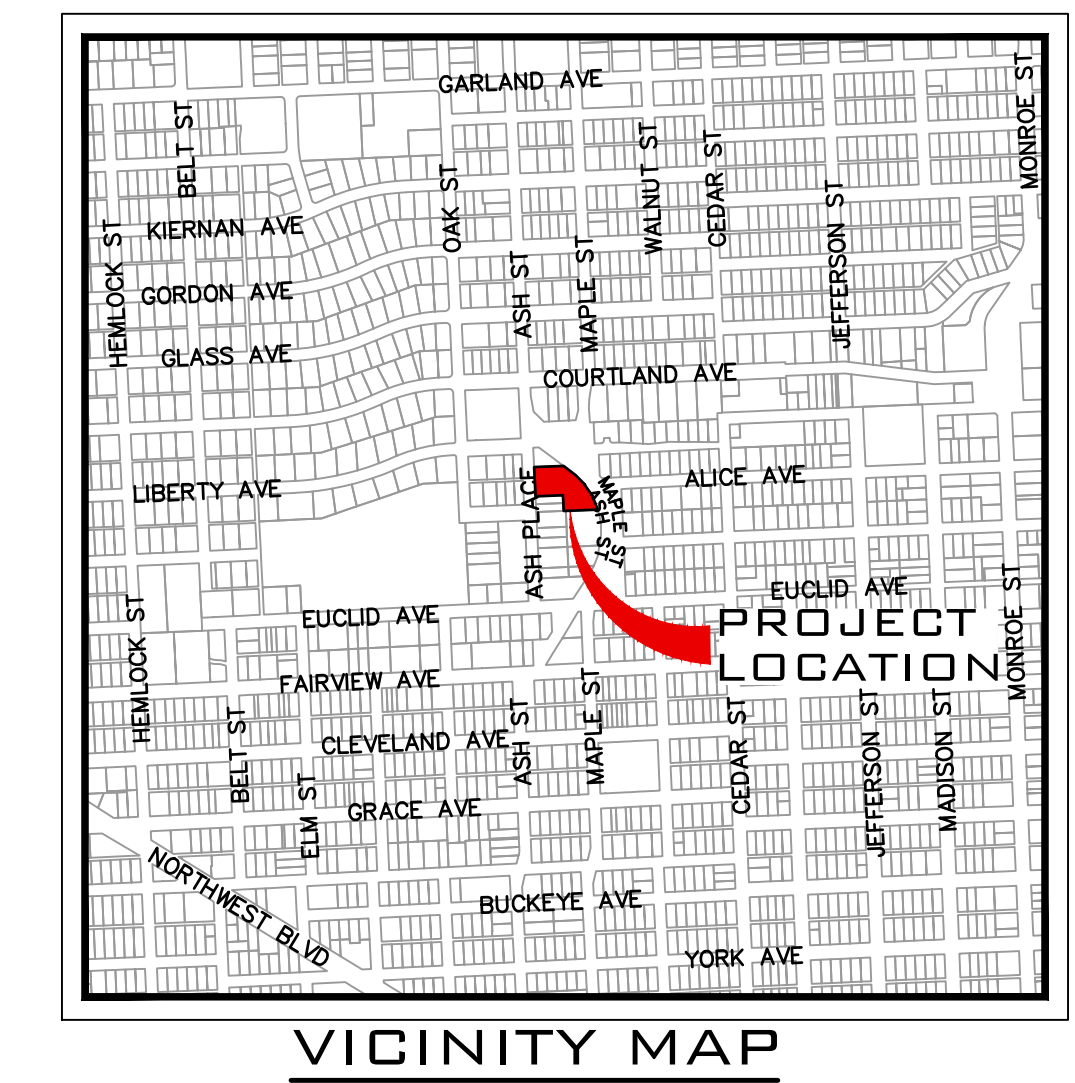 GARLAND AVE
MONROE ST
BELT ST
WALNUT ST
CEDAR ST
OAK ST
JEFFERSON ST
KIERNAN AVE
HEMLOCK ST
ASH ST
MAPLE ST
GORDON AVE
GLASS AVE
COURTLAND AVE
LIBERTY AVE
ASH PLACE
MAPLE ST
ASH ST
ALICE AVE
EUCLID AVE
EUCLID AVE
MONROE ST
HEMLOCK ST
PROJECT
LOCATION
FAIRVIEW AVE
ASH ST
MAPLE ST
CEDAR ST
JEFFERSON ST
MADISON ST
BELT ST
CLEVELAND AVE
ELM ST
GRACE AVE
NORTHWEST BLVD
BUCKEYE AVE
YORK AVE
VICINITY MAP